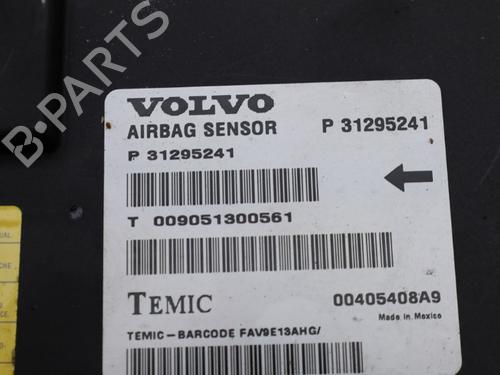 VOLVO
AIRBAG SENSOR P 31295241
P 31295241
T 009051300561
TEMIC 00405408A9
Made in Mexico
TEMIC-BARCODE FAV9E13AHG/
B-PARTS